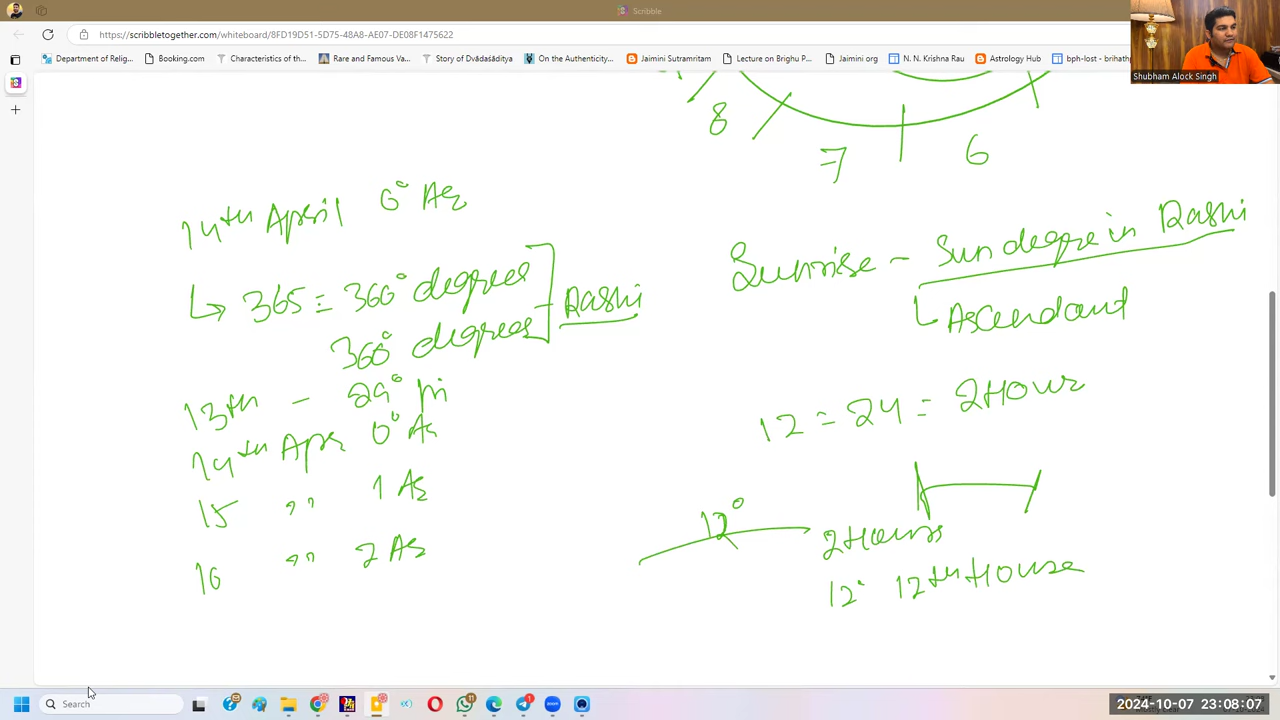 Scribble
https://scribbletogether.com/whiteboard/8FD19D51-5D75-48A8-AE07-DE08F1475622
Department of Relig... Booking.com Characteristics of th... Rare and Famous Va... Story of Dvādaśāditya On the Authenticity... Jaimini Sutramritam Lecture on Brighu P... Jaimini org N. N. Krishna Rau Astrology Hub bph-lost - brihathp
Shubham Alock Singh
8
7
6
14th April 0° Ar
365 = 360° degrees
360° degrees
Rashi
13th - 29° Pi
14th Apr 0° Ar
15 " 1 Ar
16 " 2 Ar
Sunrise - Sun degree in Rashi
Ascendant
12 = 24 = 2 Hour
12°
2 Hours
12° 12th House
Search
2024-10-07 23:08:07